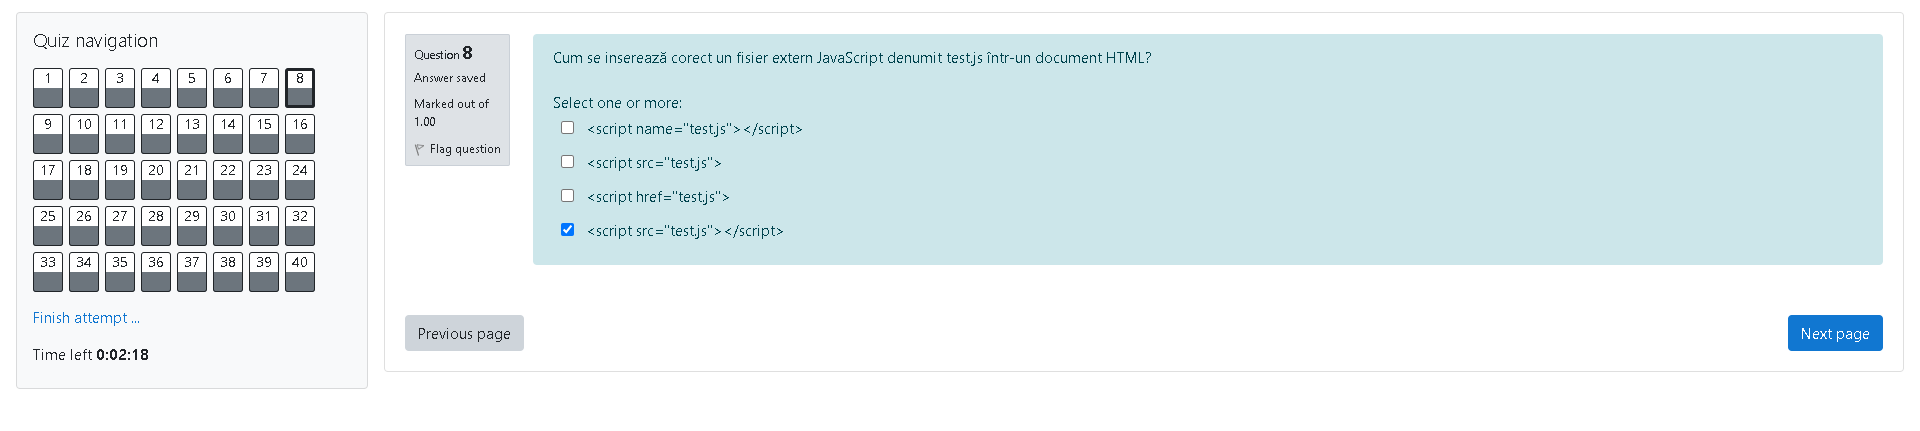 Quiz navigation
1 2 3 4 5 6 7 8
9 10 11 12 13 14 15 16
17 18 19 20 21 22 23 24
25 26 27 28 29 30 31 32
33 34 35 36 37 38 39 40
Finish attempt ...
Time left 0:02:18
Question 8
Answer saved
Marked out of
1.00
Flag question
Cum se inserează corect un fisier extern JavaScript denumit test.js într-un document HTML?
Select one or more:
<script name="test.js"></script>
<script src="test.js">
<script href="test.js">
<script src="test.js"></script>
Previous page
Next page